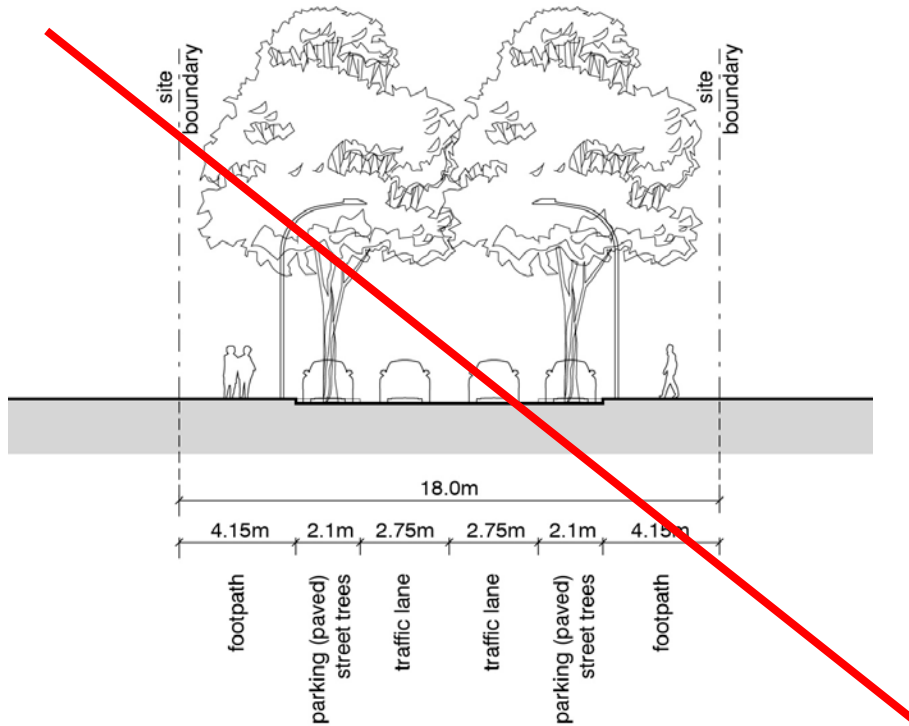 site
boundary
site
boundary
18.0m
4.15m 2.1m 2.75m 2.75m 2.1m 4.15m
footpath
parking (paved)
street trees
traffic lane
traffic lane
parking (paved)
street trees
footpath